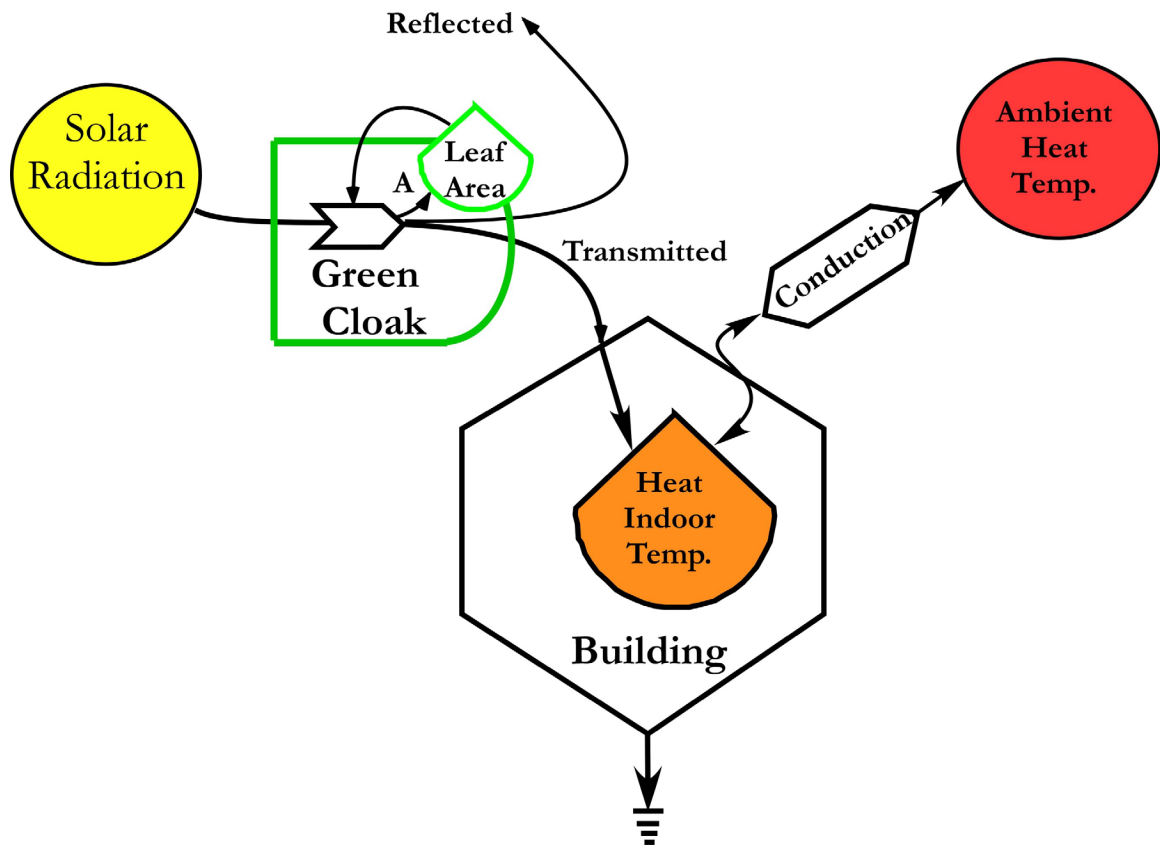 Reflected
Solar
Radiation
Leaf
Area
A
Green
Cloak
Transmitted
Conduction
Ambient
Heat
Temp.
Heat
Indoor
Temp.
Building